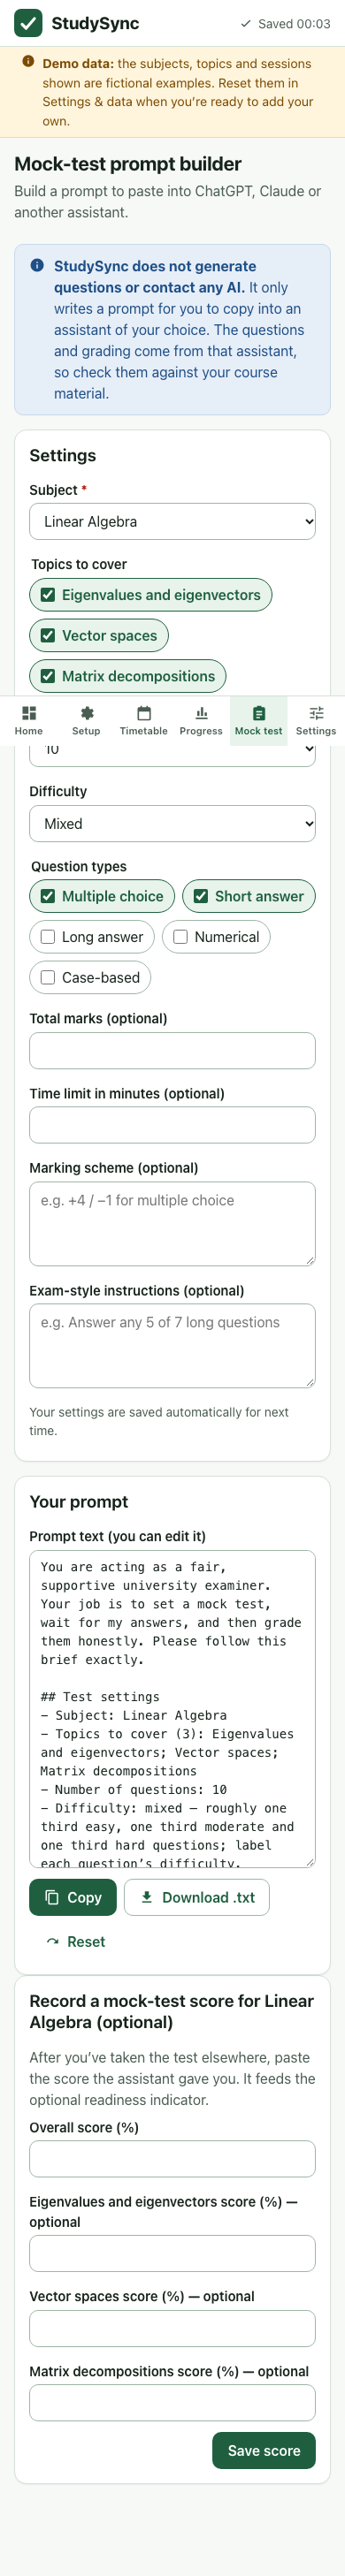 StudySync
Saved 00:03
Demo data: the subjects, topics and sessions
shown are fictional examples. Reset them in
Settings & data when you’re ready to add your
own.
Mock-test prompt builder
Build a prompt to paste into ChatGPT, Claude or
another assistant.
StudySync does not generate
questions or contact any AI. It only
writes a prompt for you to copy into an
assistant of your choice. The questions
and grading come from that assistant,
so check them against your course
material.
Settings
Subject *
Linear Algebra
Topics to cover
Eigenvalues and eigenvectors
Vector spaces
Matrix decompositions
Home Setup Timetable Progress Mock test Settings
10
Difficulty
Mixed
Question types
Multiple choice Short answer
Long answer Numerical
Case-based
Total marks (optional)
Time limit in minutes (optional)
Marking scheme (optional)
e.g. +4 / −1 for multiple choice
Exam-style instructions (optional)
e.g. Answer any 5 of 7 long questions
Your settings are saved automatically for next
time.
Your prompt
Prompt text (you can edit it)
You are acting as a fair,
supportive university examiner.
Your job is to set a mock test,
wait for my answers, and then grade
them honestly. Please follow this
brief exactly.
## Test settings
- Subject: Linear Algebra
- Topics to cover (3): Eigenvalues
and eigenvectors; Vector spaces;
Matrix decompositions
- Number of questions: 10
- Difficulty: mixed — roughly one
third easy, one third moderate and
one third hard questions; label
each question’s difficulty.
Copy Download .txt
Reset
Record a mock-test score for Linear
Algebra (optional)
After you’ve taken the test elsewhere, paste
the score the assistant gave you. It feeds the
optional readiness indicator.
Overall score (%)
Eigenvalues and eigenvectors score (%) —
optional
Vector spaces score (%) — optional
Matrix decompositions score (%) — optional
Save score